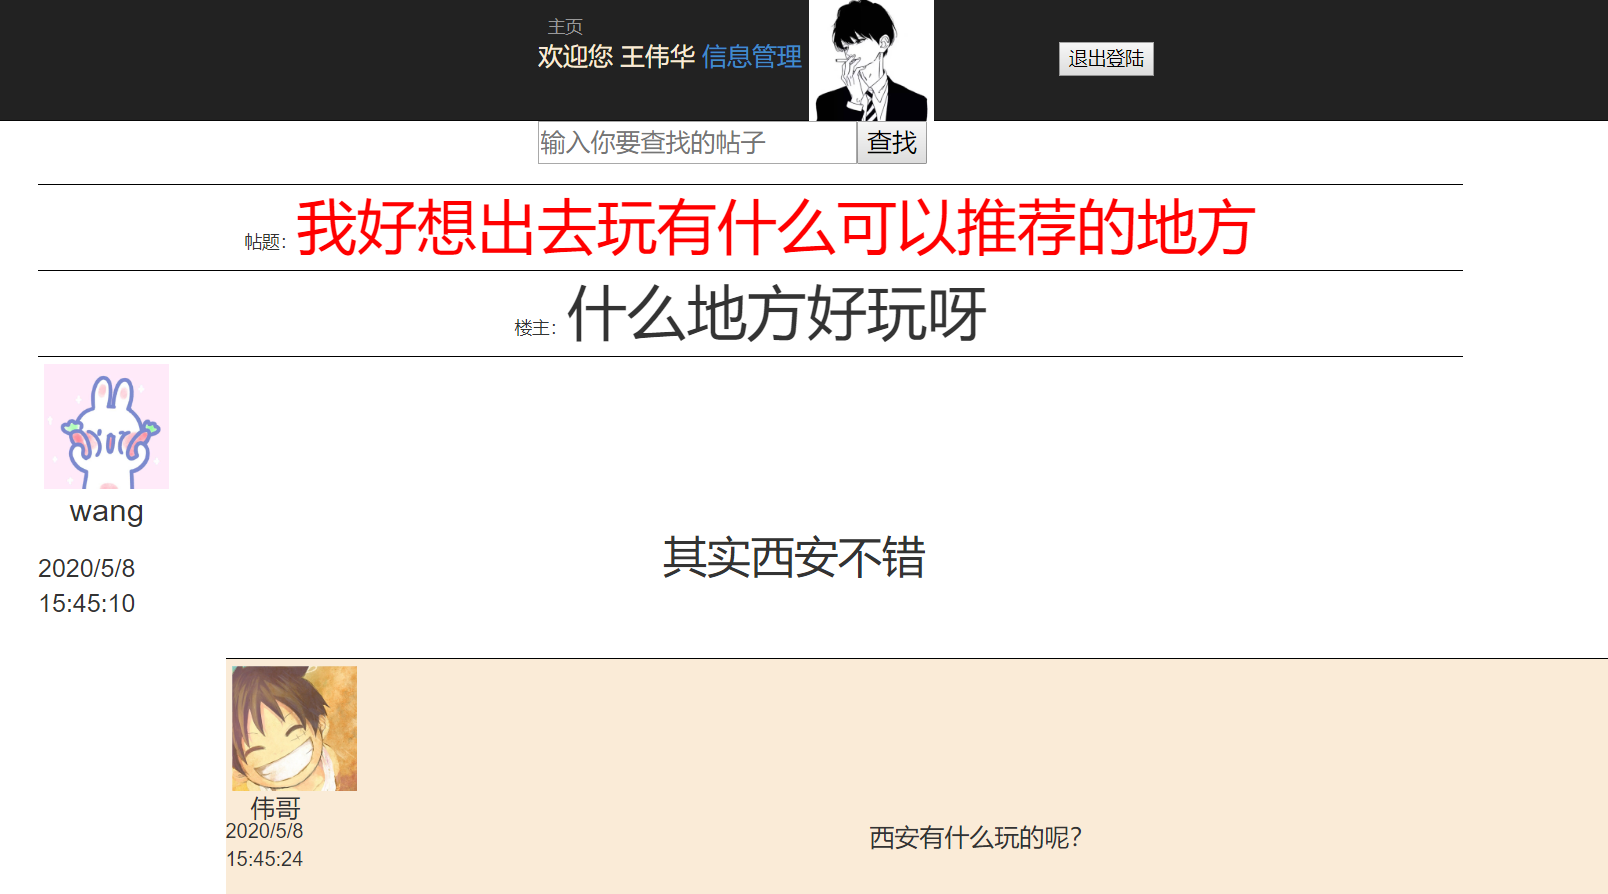 主页
欢迎您 王伟华 信息管理
退出登陆
输入你要查找的帖子 查找
帖题: 我好想出去玩有什么可以推荐的地方
楼主: 什么地方好玩呀
wang
2020/5/8
15:45:10
其实西安不错
伟哥
2020/5/8
15:45:24
西安有什么玩的呢?